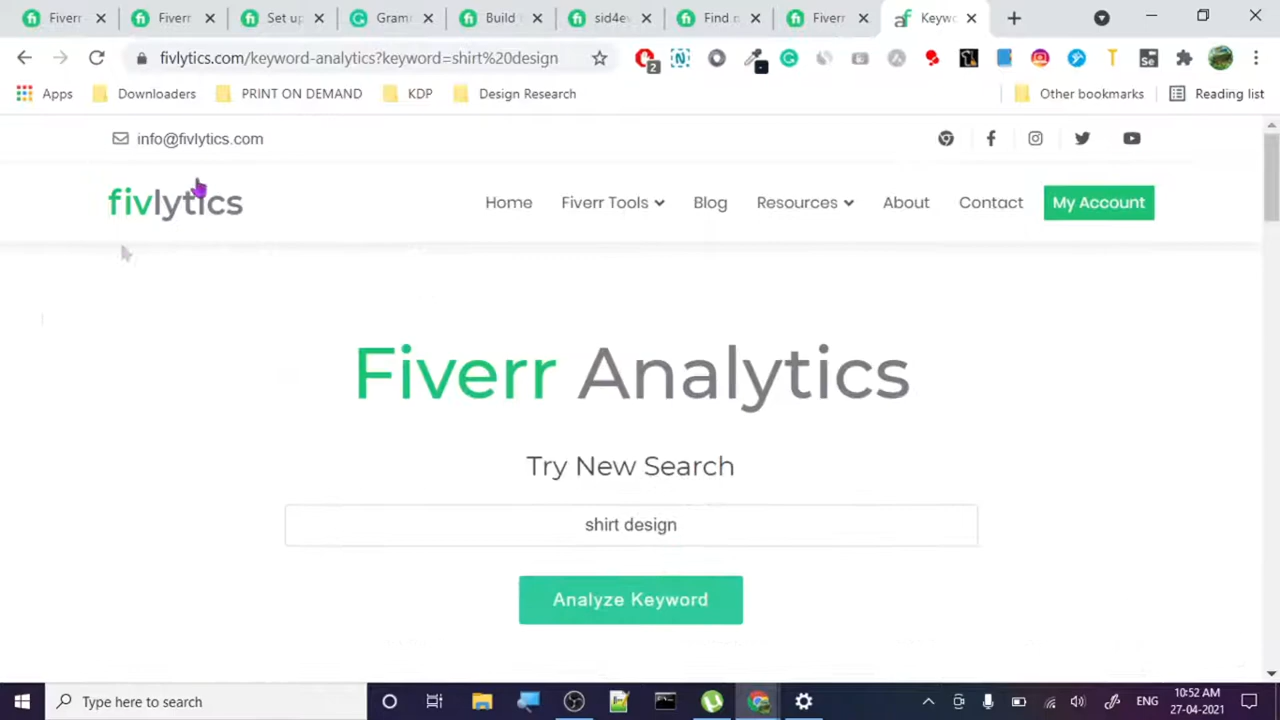 Fiverr
Fiverr
Set up
Gram
Build
sid4e
Find n
Fiverr
Keywo
fivlytics.com/keyword-analytics?keyword=shirt%20design
2
Apps
Downloaders
PRINT ON DEMAND
KDP
Design Research
Other bookmarks
Reading list
info@fivlytics.com
fivlytics
Home
Fiverr Tools
Blog
Resources
About
Contact
My Account
Fiverr Analytics
Try New Search
shirt design
Analyze Keyword
Type here to search
ENG
10:52 AM
27-04-2021